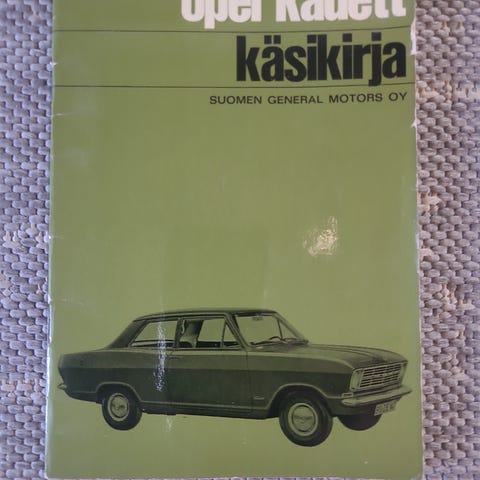 opel kadett
käsikirja
SUOMEN GENERAL MOTORS OY